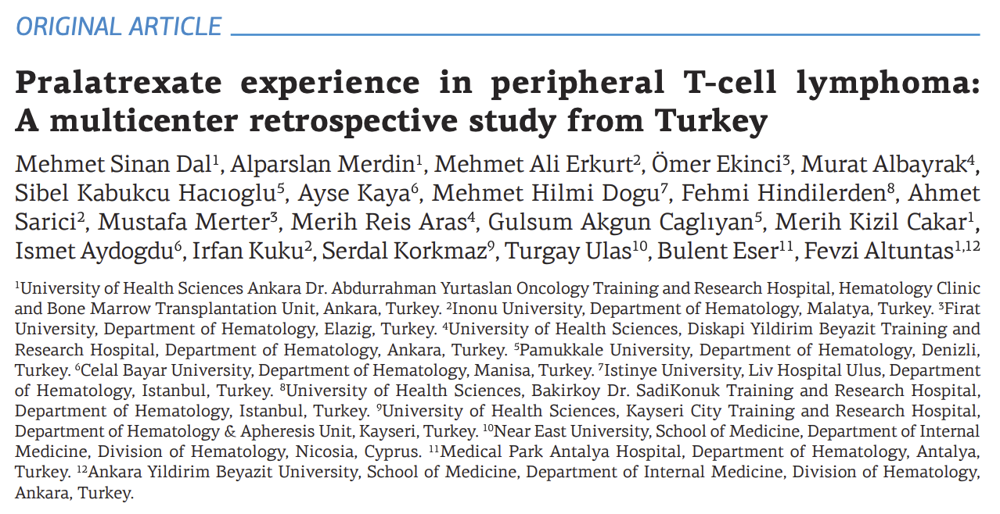 ORIGINAL ARTICLE
Pralatrexate experience in peripheral T-cell lymphoma:
A multicenter retrospective study from Turkey
Mehmet Sinan Dal¹, Alparslan Merdin¹, Mehmet Ali Erkurt², Ömer Ekinci³, Murat Albayrak⁴,
Sibel Kabukcu Hacıoglu⁵, Ayse Kaya⁶, Mehmet Hilmi Dogu⁷, Fehmi Hindilerden⁸, Ahmet
Sarici², Mustafa Merter³, Merih Reis Aras⁴, Gulsum Akgun Caglıyan⁵, Merih Kizil Cakar¹,
Ismet Aydogdu⁶, Irfan Kuku², Serdal Korkmaz⁹, Turgay Ulas¹⁰, Bulent Eser¹¹, Fevzi Altuntas¹,¹²
¹University of Health Sciences Ankara Dr. Abdurrahman Yurtaslan Oncology Training and Research Hospital, Hematology Clinic
and Bone Marrow Transplantation Unit, Ankara, Turkey. ²Inonu University, Department of Hematology, Malatya, Turkey. ³Firat
University, Department of Hematology, Elazig, Turkey. ⁴University of Health Sciences, Diskapi Yildirim Beyazit Training and
Research Hospital, Department of Hematology, Ankara, Turkey. ⁵Pamukkale University, Department of Hematology, Denizli,
Turkey. ⁶Celal Bayar University, Department of Hematology, Manisa, Turkey. ⁷Istinye University, Liv Hospital Ulus, Department
of Hematology, Istanbul, Turkey. ⁸University of Health Sciences, Bakirkoy Dr. SadiKonuk Training and Research Hospital,
Department of Hematology, Istanbul, Turkey. ⁹University of Health Sciences, Kayseri City Training and Research Hospital,
Department of Hematology & Apheresis Unit, Kayseri, Turkey. ¹⁰Near East University, School of Medicine, Department of Internal
Medicine, Division of Hematology, Nicosia, Cyprus. ¹¹Medical Park Antalya Hospital, Department of Hematology, Antalya,
Turkey. ¹²Ankara Yildirim Beyazit University, School of Medicine, Department of Internal Medicine, Division of Hematology,
Ankara, Turkey.